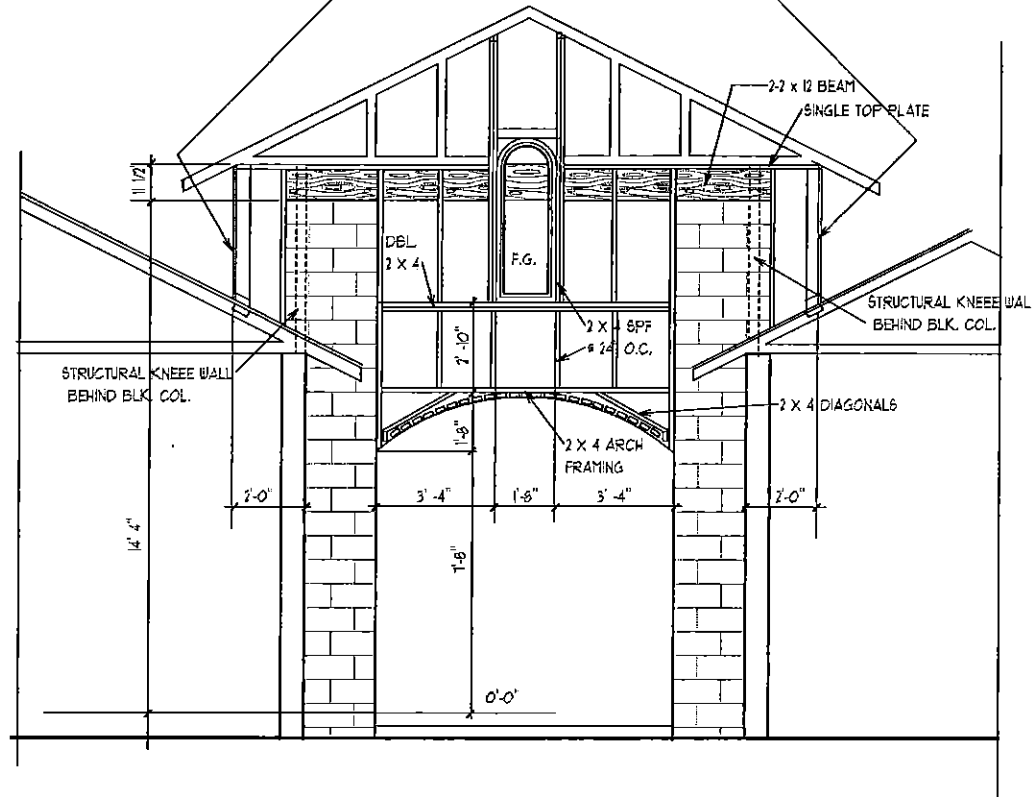 2-2 x 12 BEAM
SINGLE TOP PLATE
11 1/2"
DBL.
2 X 4
F.G.
STRUCTURAL KNEEE WAL
BEHIND BLK. COL.
2 X 4 SPF
@ 24" O.C.
2'-10"
STRUCTURAL KNEEE WALL
BEHIND BLK. COL.
2 X 4 DIAGONALS
1'-8"
2 X 4 ARCH
FRAMING
2'-0"
3'-4"
1'-8"
3'-4"
2'-0"
14' 4"
1'-8"
0'-0"